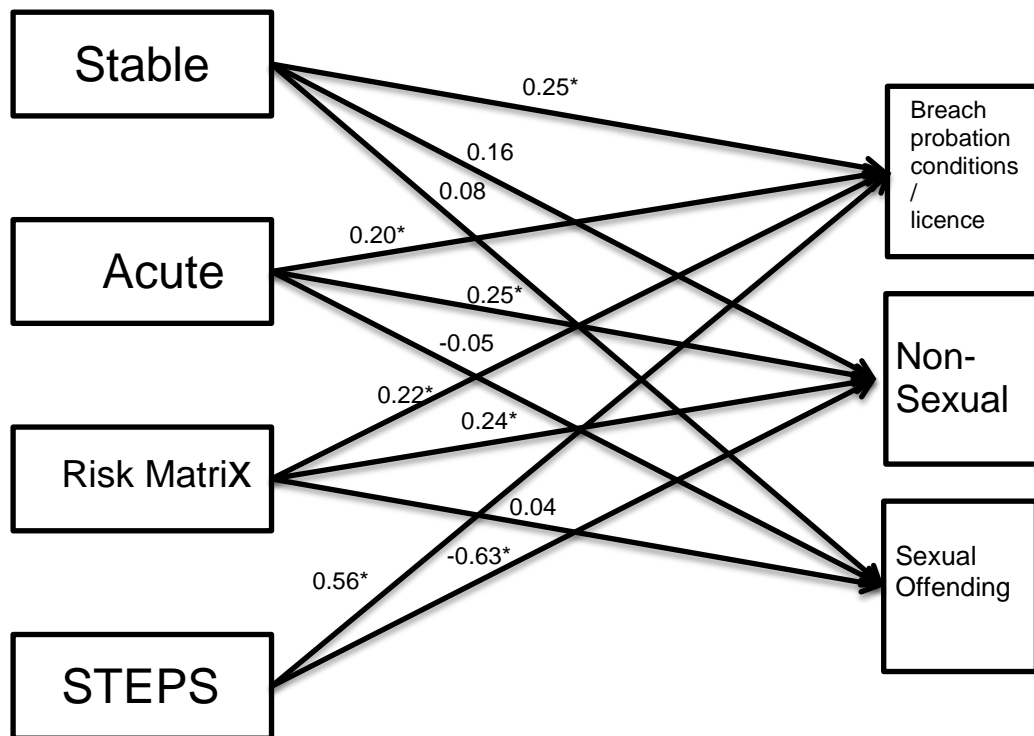 Stable
0.25*
Breach
probation
conditions
/
licence
0.16
0.08
Acute
0.20*
0.25*
-0.05
Non-
Sexual
0.22*
0.24*
Risk Matrix
0.04
Sexual
Offending
-0.63*
0.56*
STEPS